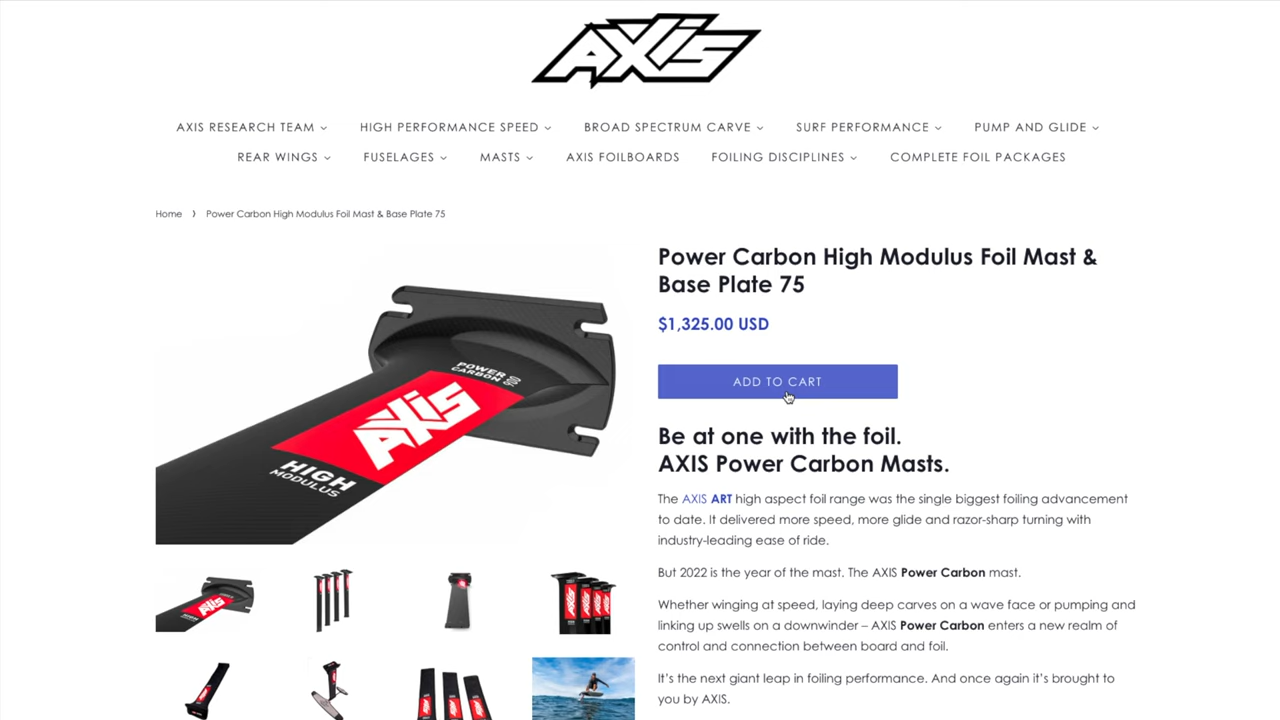 AXIS
AXIS RESEARCH TEAM
HIGH PERFORMANCE SPEED
BROAD SPECTRUM CARVE
SURF PERFORMANCE
PUMP AND GLIDE
REAR WINGS
FUSELAGES
MASTS
AXIS FOILBOARDS
FOILING DISCIPLINES
COMPLETE FOIL PACKAGES
Home › Power Carbon High Modulus Foil Mast & Base Plate 75
POWER
CARBON 90
AXIS
HIGH
MODULUS
Power Carbon High Modulus Foil Mast &
Base Plate 75
$1,325.00 USD
ADD TO CART
Be at one with the foil.
AXIS Power Carbon Masts.
The AXIS ART high aspect foil range was the single biggest foiling advancement
to date. It delivered more speed, more glide and razor-sharp turning with
industry-leading ease of ride.
But 2022 is the year of the mast. The AXIS Power Carbon mast.
Whether winging at speed, laying deep carves on a wave face or pumping and
linking up swells on a downwinder – AXIS Power Carbon enters a new realm of
control and connection between board and foil.
It's the next giant leap in foiling performance. And once again it's brought to
you by AXIS.